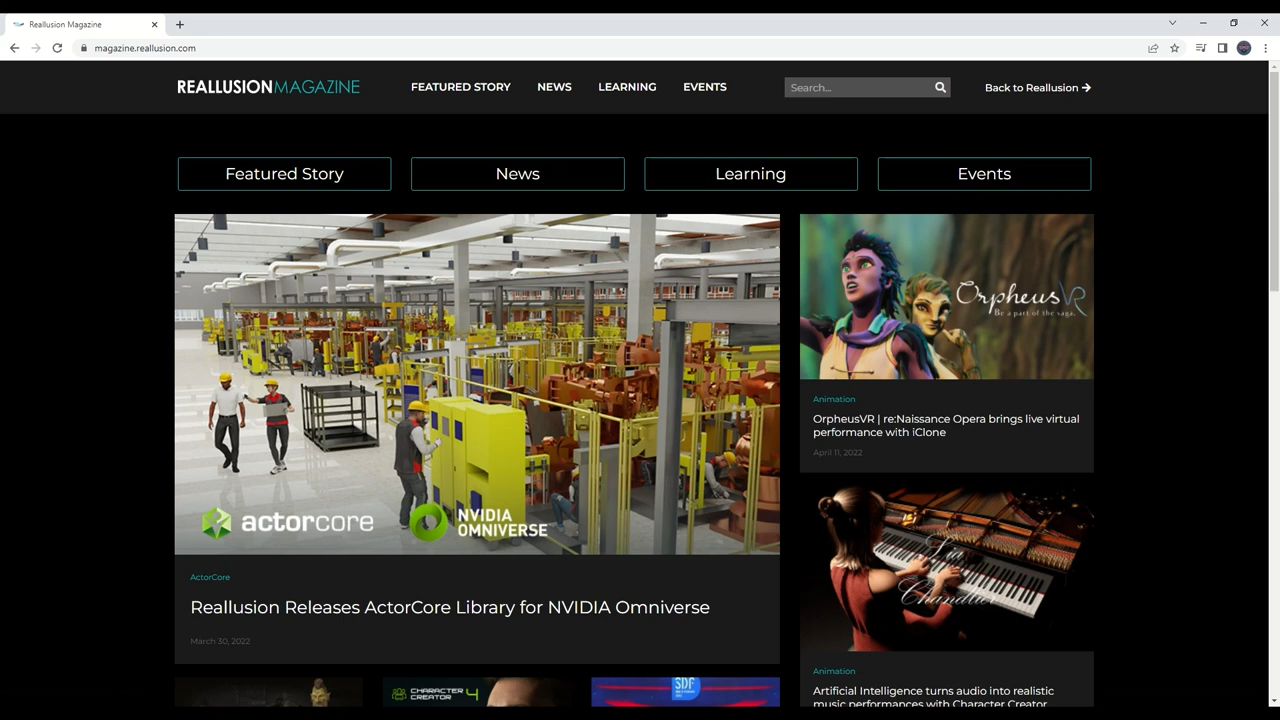 Reallusion Magazine
magazine.reallusion.com
REALLUSIONMAGAZINE
FEATURED STORY
NEWS
LEARNING
EVENTS
Search...
Back to Reallusion
Featured Story
News
Learning
Events
actorcore
NVIDIA
OMNIVERSE
ActorCore
Reallusion Releases ActorCore Library for NVIDIA Omniverse
March 30, 2022
OrpheusVR
Be a part of the saga.
Animation
OrpheusVR | re:Naissance Opera brings live virtual
performance with iClone
April 11, 2022
Lia
Chandler
Animation
Artificial Intelligence turns audio into realistic
music performances with Character Creator
CHARACTER
CREATOR 4
SDF